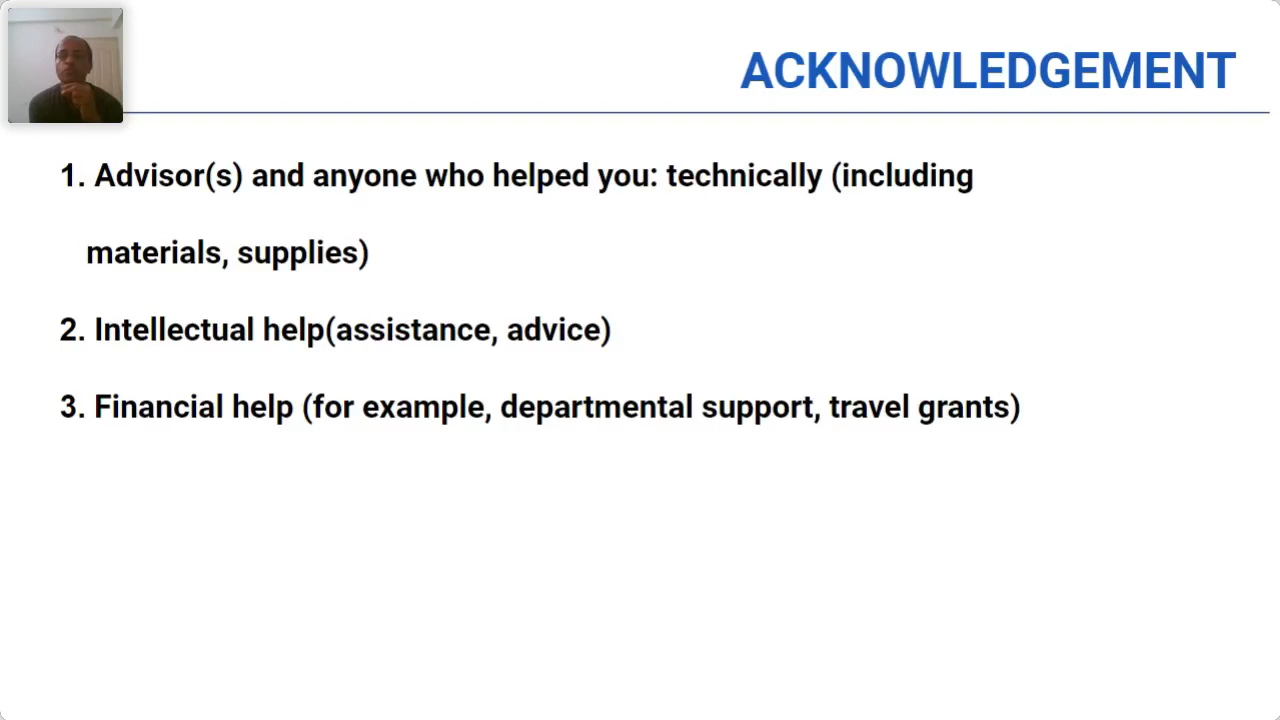 ACKNOWLEDGEMENT
1. Advisor(s) and anyone who helped you: technically (including
materials, supplies)
2. Intellectual help(assistance, advice)
3. Financial help (for example, departmental support, travel grants)